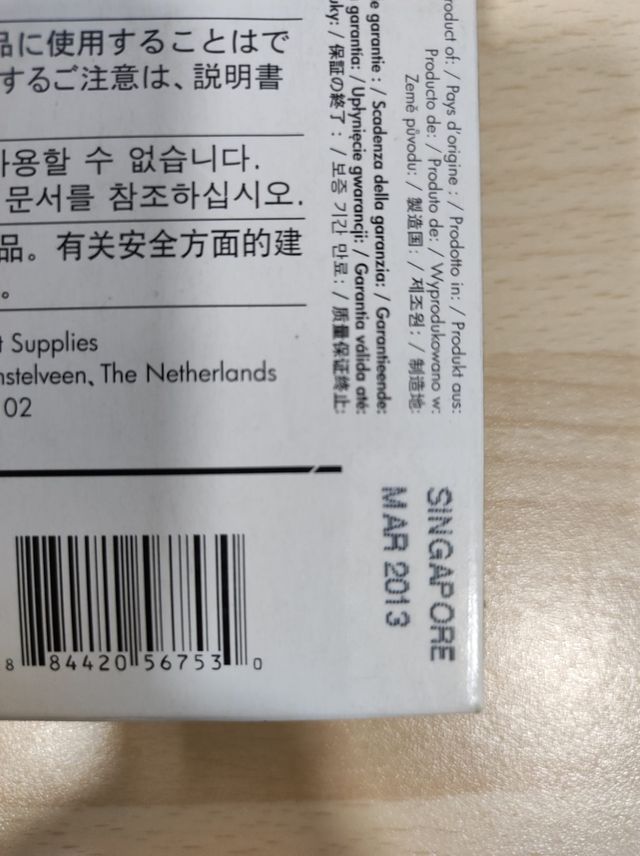 品に使用することはで
するご注意は、説明書
사용할 수 없습니다.
문서를 참조하십시오.
品。有关安全方面的建
。
Supplies
The Netherlands
02
8 84420 56753 0
garantie : / Scadenza della garanzia: / Garantieende:
garantía: / Upłynięcie gwarancji: / Garantia válida até:
/ 保証の終了 : / 보증 기간 만료: / 质量保证终止:
MAR 2013
of: / Pays d'origine : / Prodotto in: / Produkt aus:
Producto de: / Produto de: / Wyprodukowano w:
Země původu: / 製造国 : / 제조원 : / 制造地:
SINGAPORE